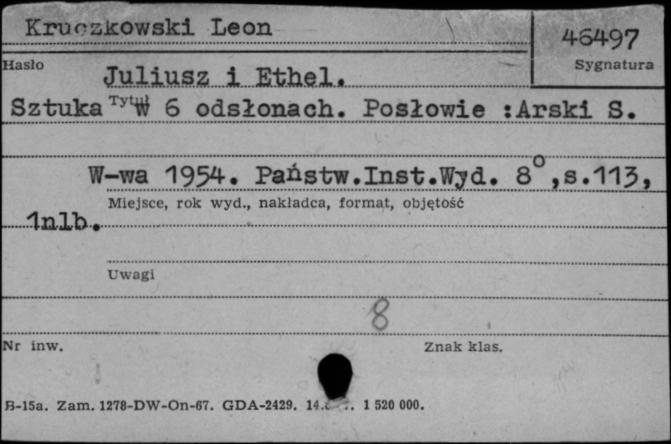 Kruczkowski Leon
46497
Hasło
Sygnatura
Juliusz i Ethel.
Tytuł
Sztuka w 6 odsłonach. Posłowie :Arski S.
W-wa 1954. Państw.Inst.Wyd. 8°,s.113,
Miejsce, rok wyd., nakładca, format, objętość
1nlb.
Uwagi
8
Nr inw.
Znak klas.
B-15a. Zam. 1278-DW-On-67. GDA-2429. 1 520 000.